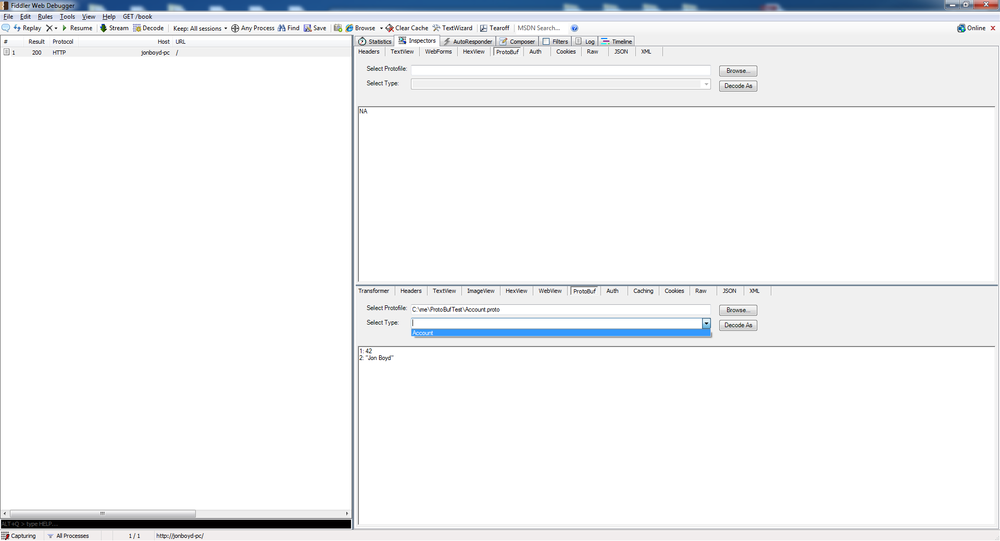 Fiddler Web Debugger
File Edit Rules Tools View Help GET /book
Replay Resume Stream Decode Keep: All sessions Any Process Find Save Browse Clear Cache TextWizard Tearoff MSDN Search... Online
# Result Protocol Host URL
1 200 HTTP jonboyd-pc /
Statistics Inspectors AutoResponder Composer Filters Log Timeline
Headers TextView WebForms HexView ProtoBuf Auth Cookies Raw JSON XML
Select Protofile: Browse...
Select Type: Decode As
NA
Transformer Headers TextView ImageView HexView WebView ProtoBuf Auth Caching Cookies Raw JSON XML
Select Protofile: C:\me\ProtoBufTest\Account.proto Browse...
Select Type: Decode As
Account
1: 42
2: "Jon Boyd"
ALT+Q > type HELP...
Capturing All Processes 1 / 1 http://jonboyd-pc/